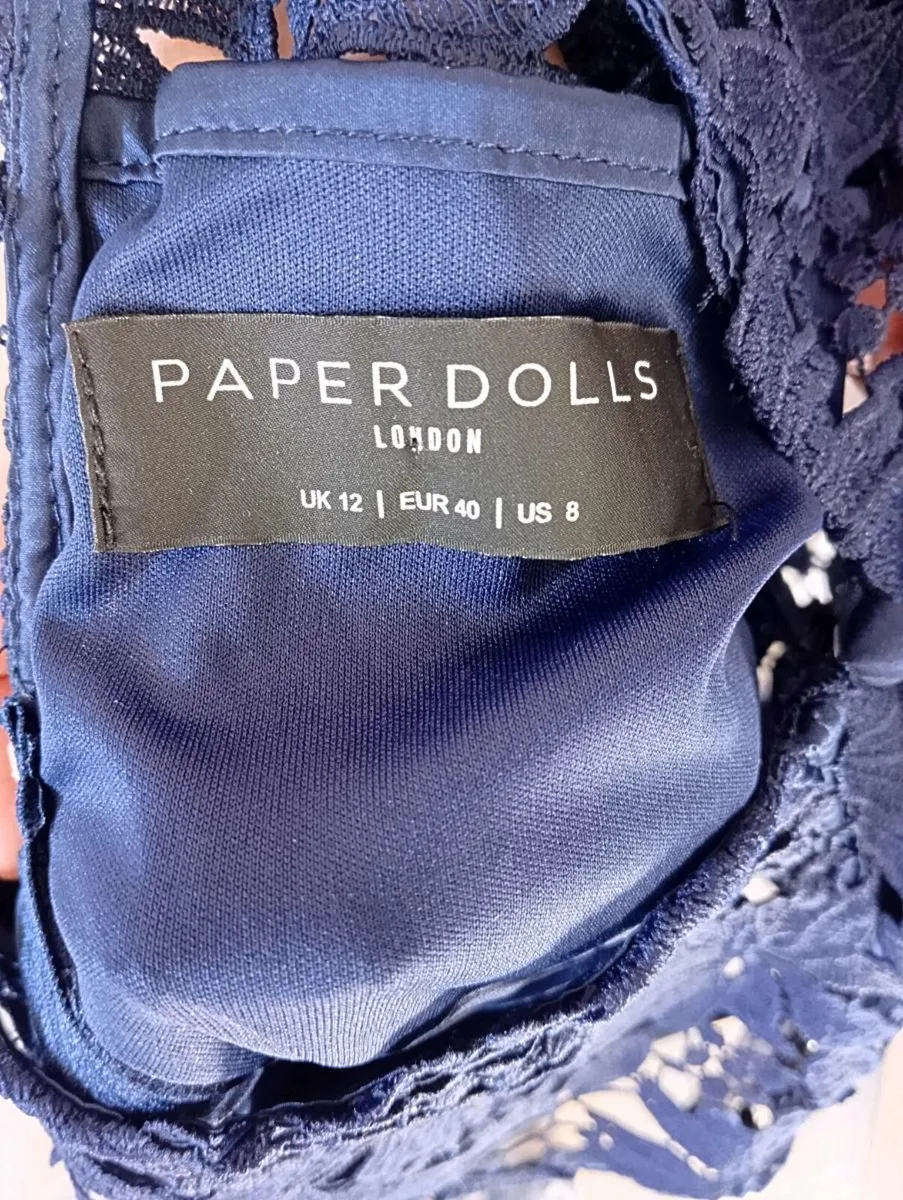 PAPER DOLLS
LONDON
UK 12 | EUR 40 | US 8